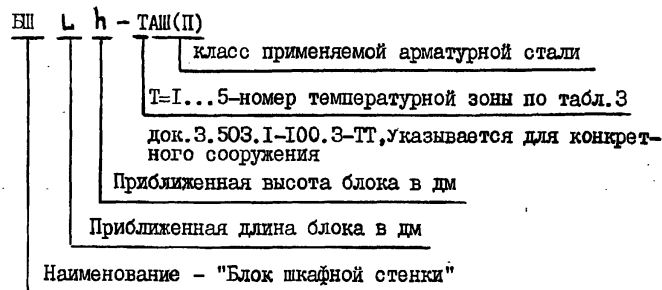 БШ L h - ТАШ(П)
класс применяемой арматурной стали
Т=I...5-номер температурной зоны по табл.3
док.3.503.I-I00.3-ТТ,Указывается для конкрет-
ного сооружения
Приближенная высота блока в дм
Приближенная длина блока в дм
Наименование - "Блок шкафной стенки"